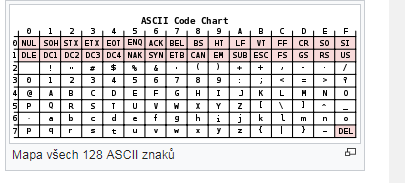 ASCII Code Chart
0 1 2 3 4 5 6 7 8 9 A B C D E F
0 NUL SOH STX ETX EOT ENQ ACK BEL BS HT LF VT FF CR SO SI
1 DLE DC1 DC2 DC3 DC4 NAK SYN ETB CAN EM SUB ESC FS GS RS US
2 ! " # $ % & ' ( ) * + , - . /
3 0 1 2 3 4 5 6 7 8 9 : ; < = > ?
4 @ A B C D E F G H I J K L M N O
5 P Q R S T U V W X Y Z [ \ ] ^ _
6 ` a b c d e f g h i j k l m n o
7 p q r s t u v w x y z { | } ~ DEL
Mapa všech 128 ASCII znaků